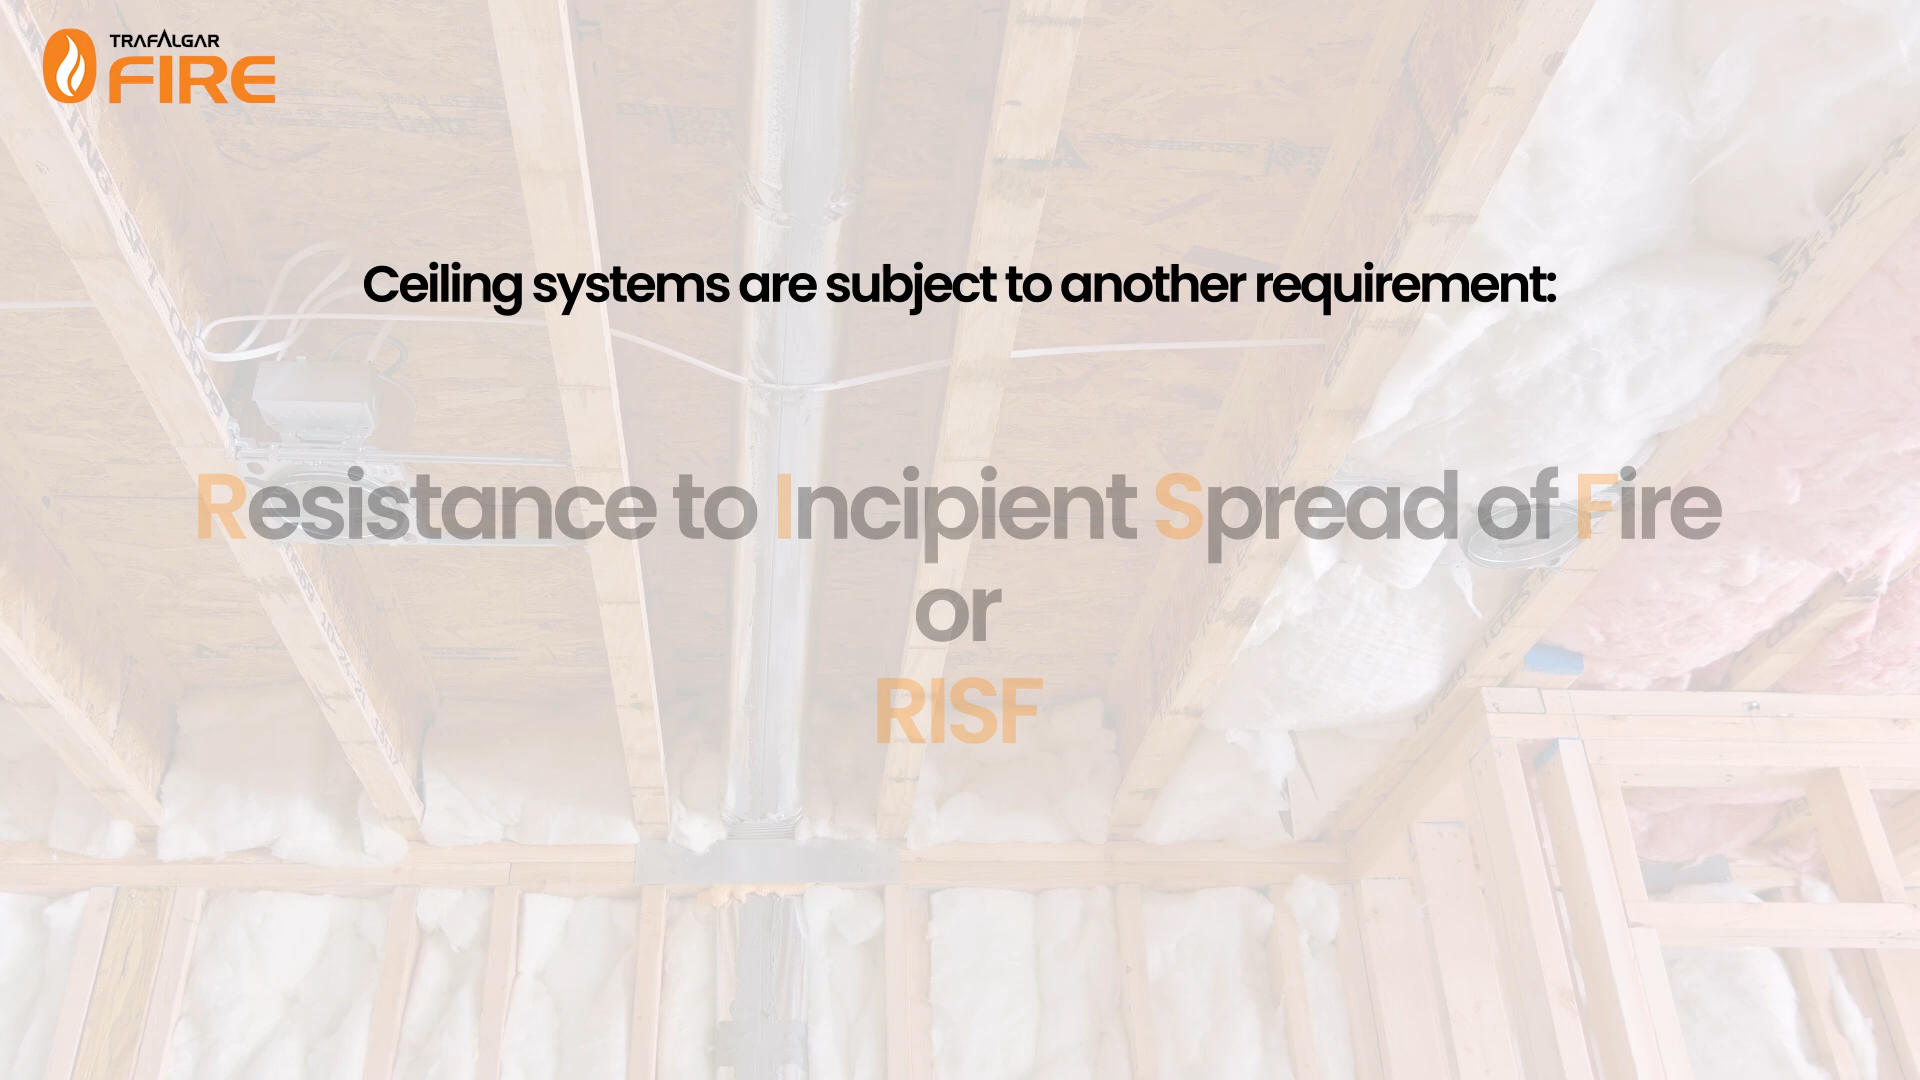 TRAFALGAR
FIRE
Ceiling systems are subject to another requirement:
Resistance to Incipient Spread of Fire
or
RISF